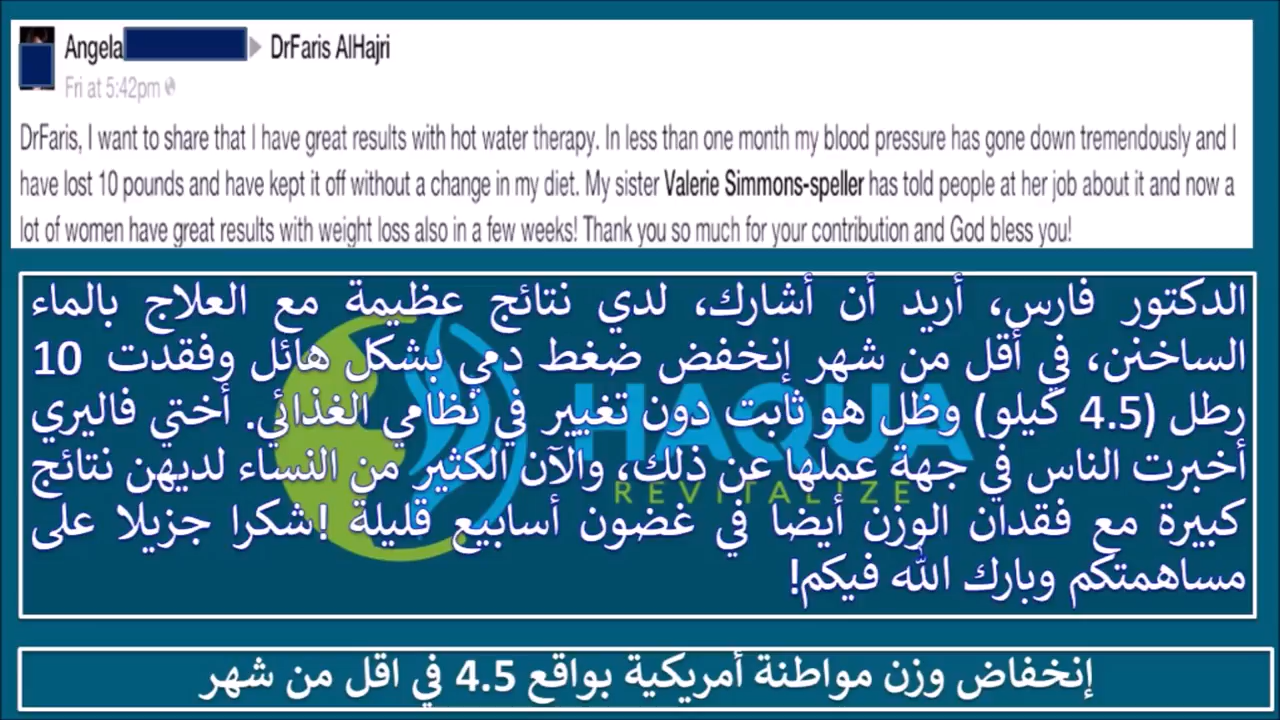 Angela DrFaris AlHajri
Fri at 5:42pm
DrFaris, I want to share that I have great results with hot water therapy. In less than one month my blood pressure has gone down tremendously and I
have lost 10 pounds and have kept it off without a change in my diet. My sister Valerie Simmons-speller has told people at her job about it and now a
lot of women have great results with weight loss also in a few weeks! Thank you so much for your contribution and God bless you!
الدكتور فارس، أريد أن أشارك، لدي نتائج عظيمة مع العلاج بالماء
الساخنن، في أقل من شهر إنخفض ضغط دمي بشكل هائل وفقدت 10
رطل (4.5 كيلو) وظل هو ثابت دون تغيير في نظامي الغذائي. أختي فاليري
أخبرت الناس في جهة عملها عن ذلك، والآن الكثير من النساء لديهن نتائج
كبيرة مع فقدان الوزن أيضا في غضون أسابيع قليلة !شكرا جزيلا على
مساهمتكم وبارك الله فيكم!
HAQUA
REVITALIZE
إنخفاض وزن مواطنة أمريكية بواقع 4.5 في اقل من شهر